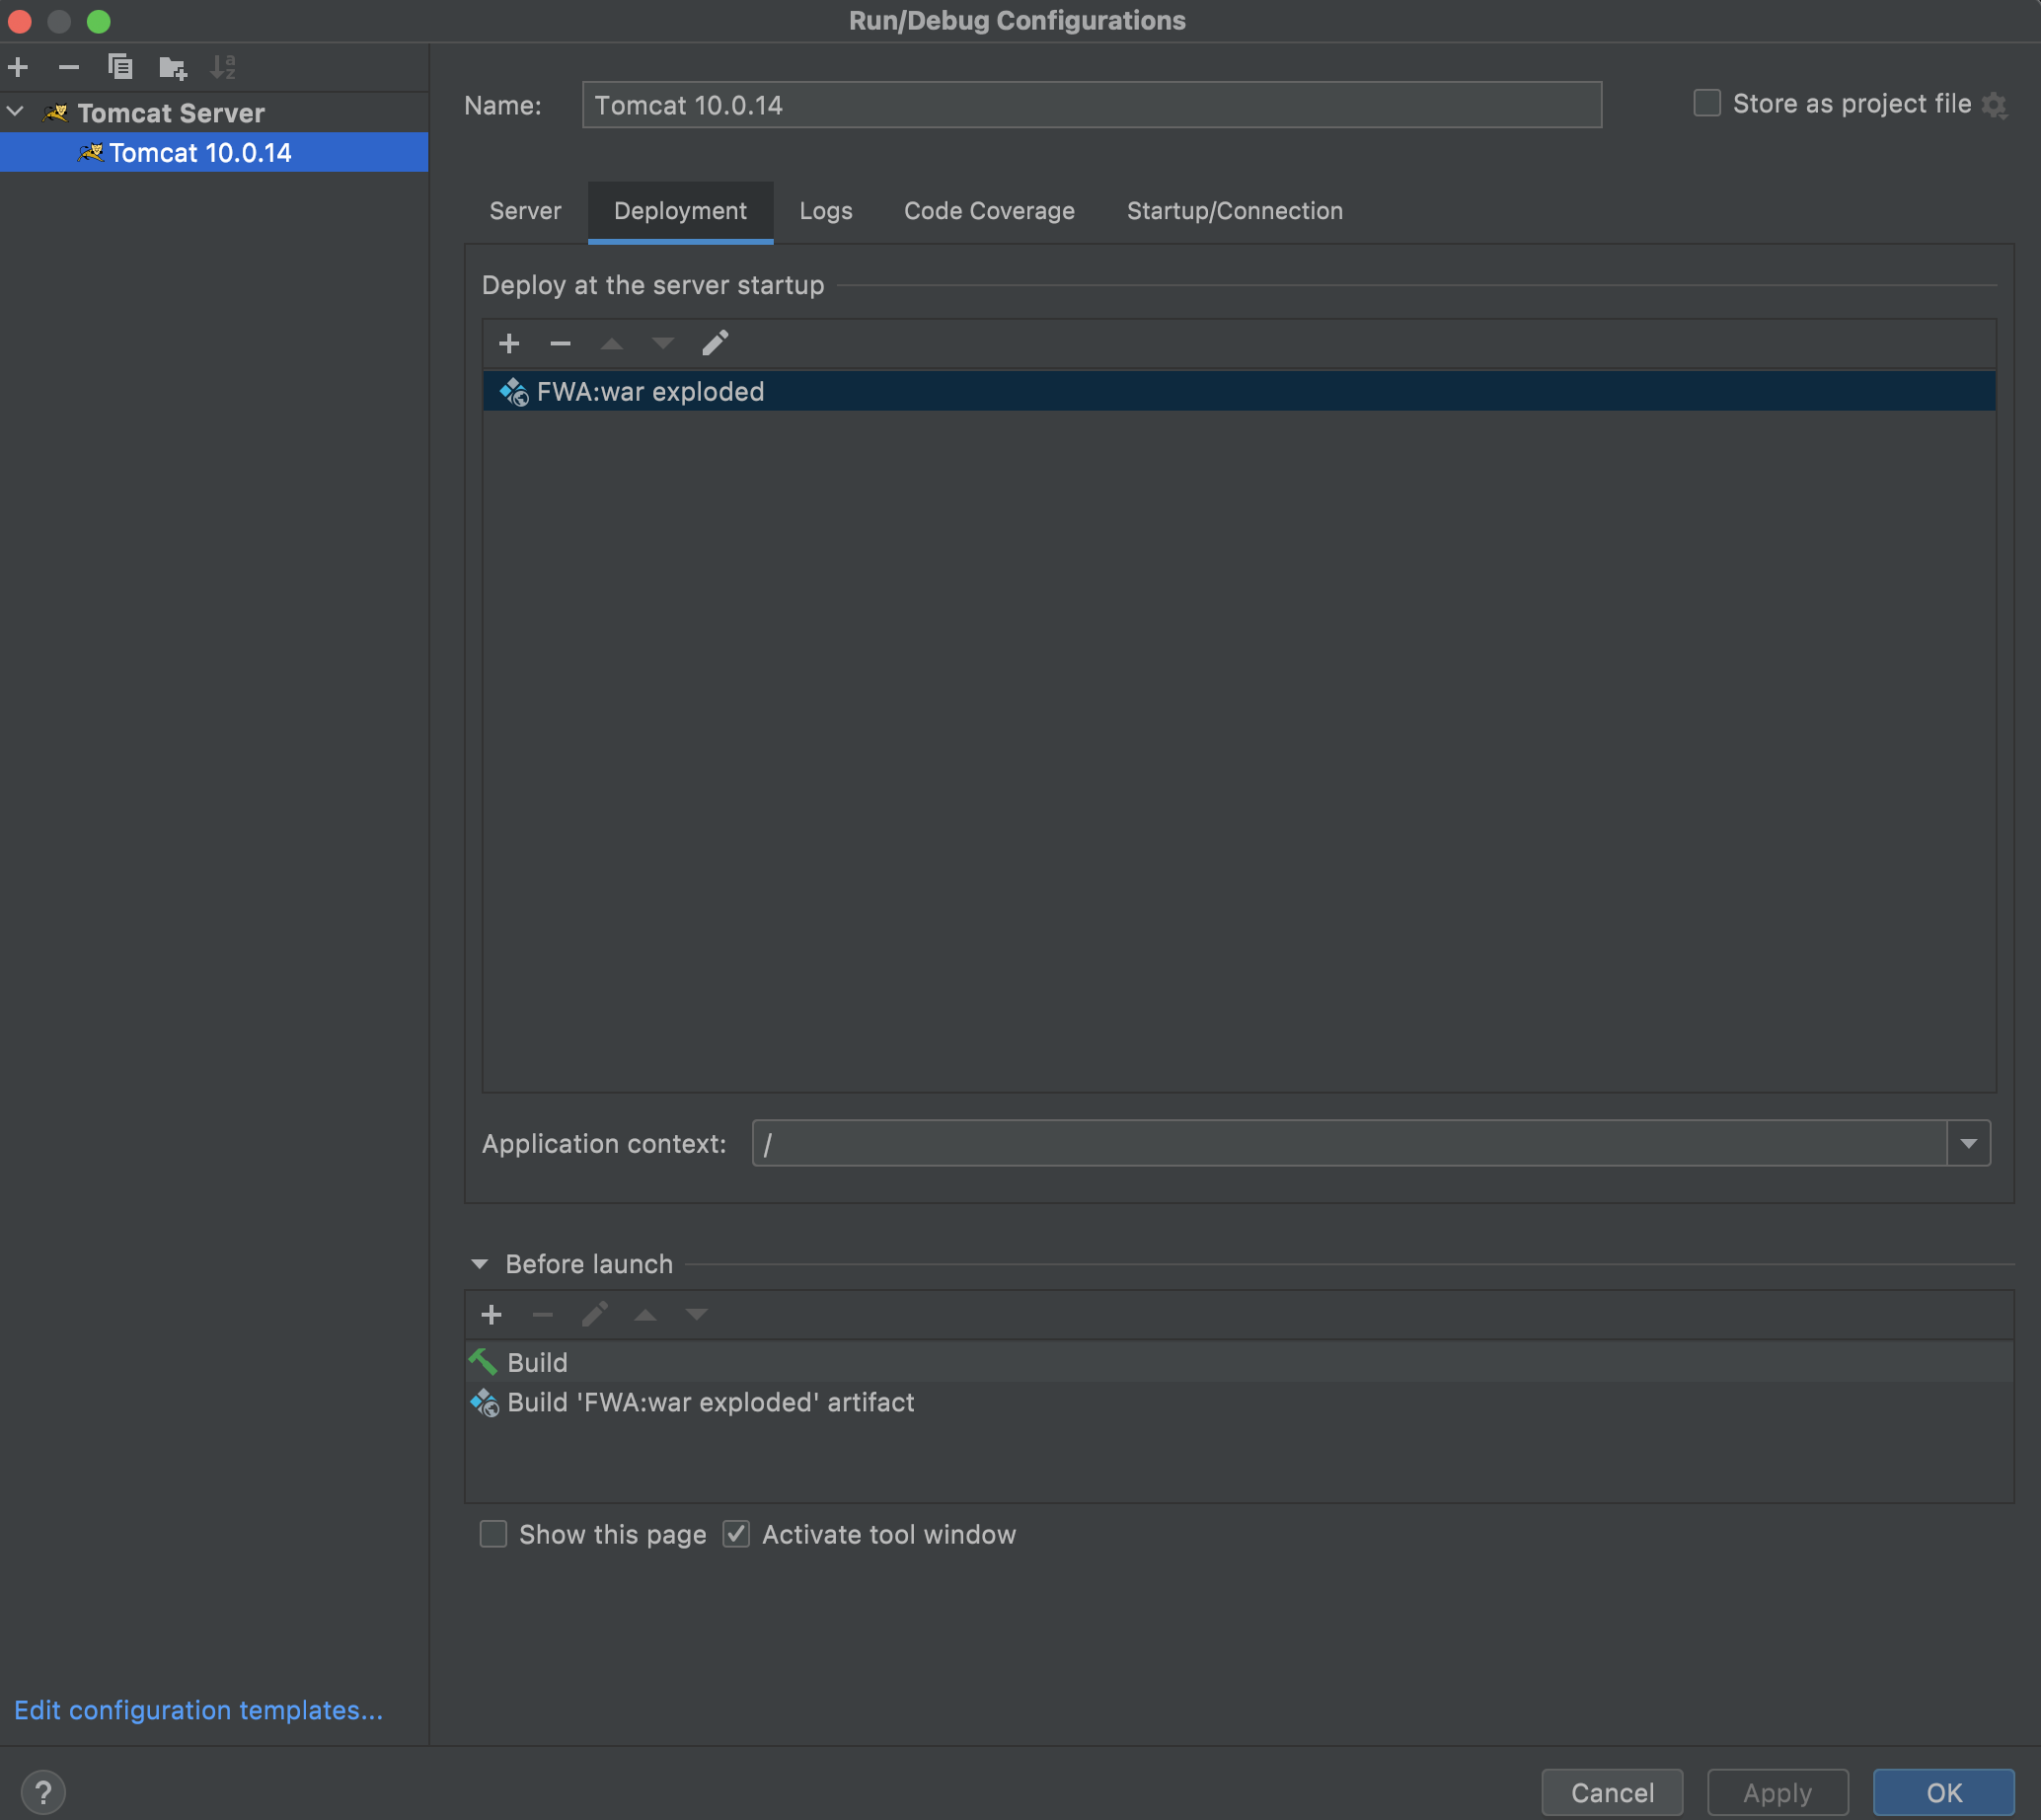 Run/Debug Configurations
Tomcat Server
Tomcat 10.0.14
Name: Tomcat 10.0.14 Store as project file
Server Deployment Logs Code Coverage Startup/Connection
Deploy at the server startup
FWA:war exploded
Application context: /
Before launch
Build
Build 'FWA:war exploded' artifact
Show this page Activate tool window
Edit configuration templates...
? Cancel Apply OK